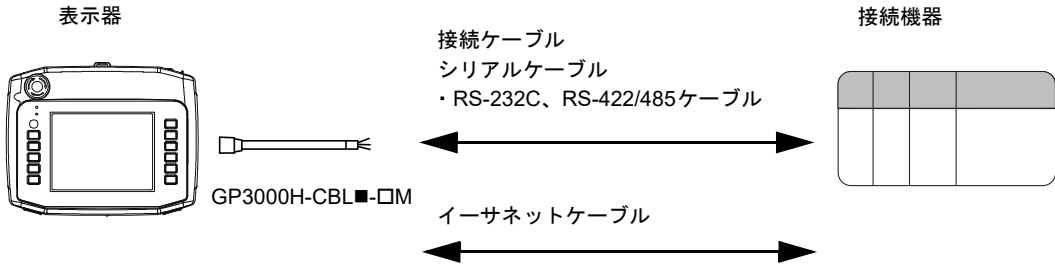 表示器
接続機器
接続ケーブル
シリアルケーブル
・RS-232C、RS-422/485ケーブル
GP3000H-CBL■-□M
イーサネットケーブル